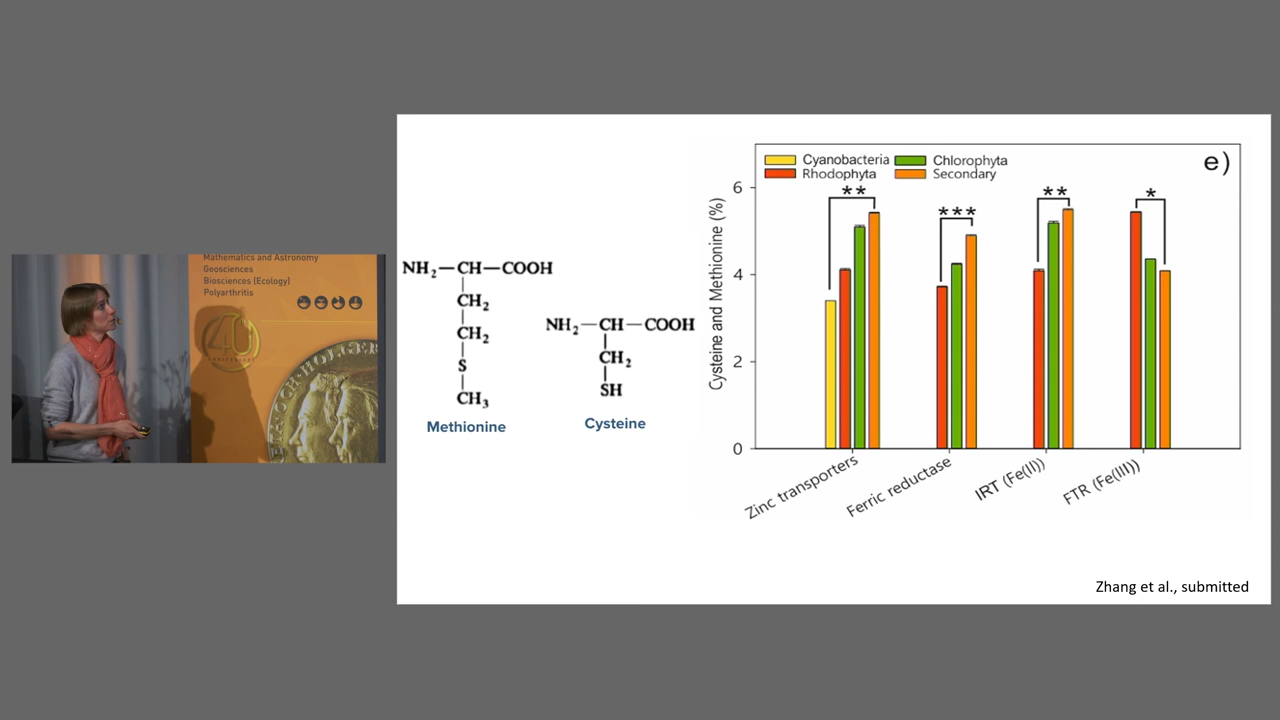 Mathematics and Astronomy
Geosciences
Biosciences (Ecology)
Polyarthritis
40
ANNIVERSARY
NH₂—CH—COOH
CH₂
CH₂
S
CH₃
Methionine
NH₂—CH—COOH
CH₂
SH
Cysteine
e)
Cyanobacteria
Chlorophyta
Rhodophyta
Secondary
Cysteine and Methionine (%)
6
4
2
0
**
***
**
*
Zinc transporters
Ferric reductase
IRT (Fe(II))
FTR (Fe(III))
Zhang et al., submitted